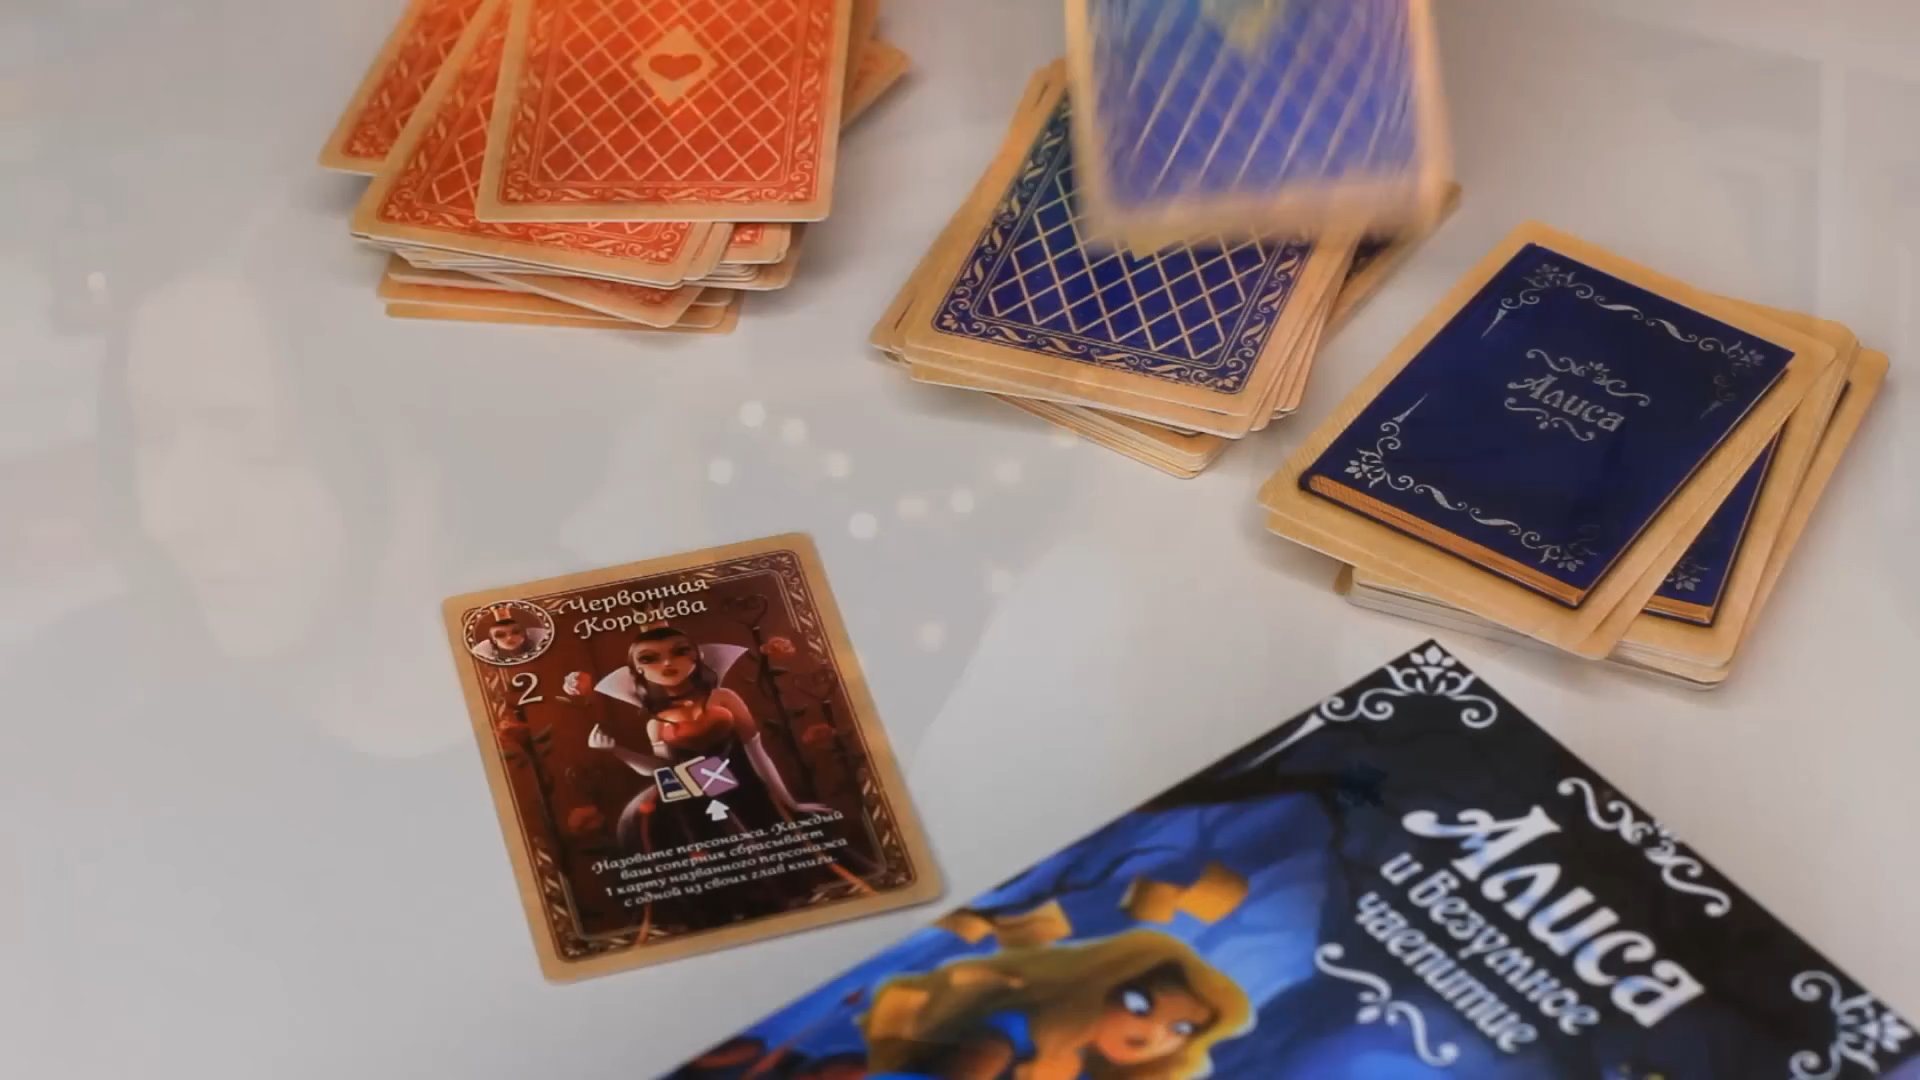 Алиса
Червонная
Королева
2
Назовите персонажа. Каждый
ваш соперник сбрасывает
1 карту названного персонажа
с одной из своих глав книги.
Алиса
и безумное
чаепитие